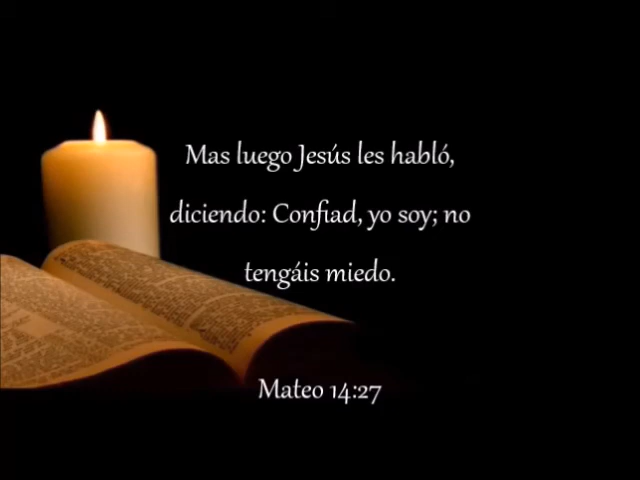 Mas luego Jesús les habló,
diciendo: Confiad, yo soy; no
tengáis miedo.
Mateo 14:27